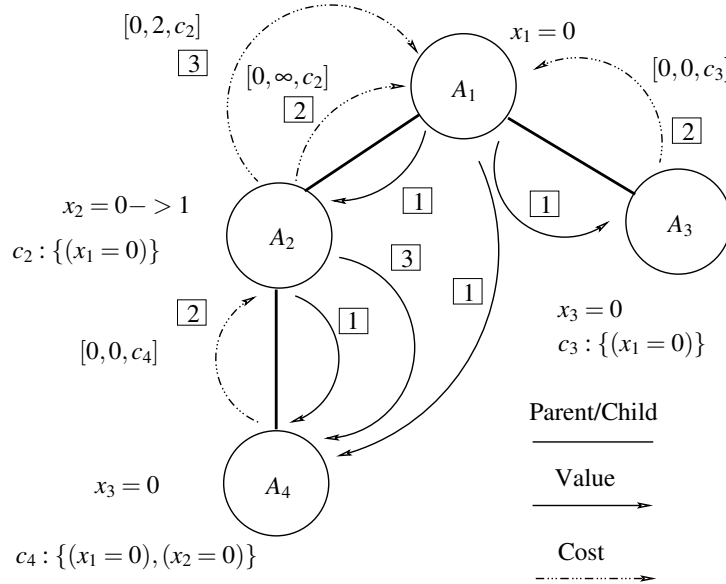 [0, 2, c₂]
3
x₁ = 0
[0, ∞, c₂]
2
A₁
[0, 0, c₃]
2
x₂ = 0− > 1
c₂ : {(x₁ = 0)}
A₂
1
3
1
A₃
2
1
1
[0, 0, c₄]
x₃ = 0
c₃ : {(x₁ = 0)}
Parent/Child
x₃ = 0
A₄
Value
c₄ : {(x₁ = 0), (x₂ = 0)}
Cost